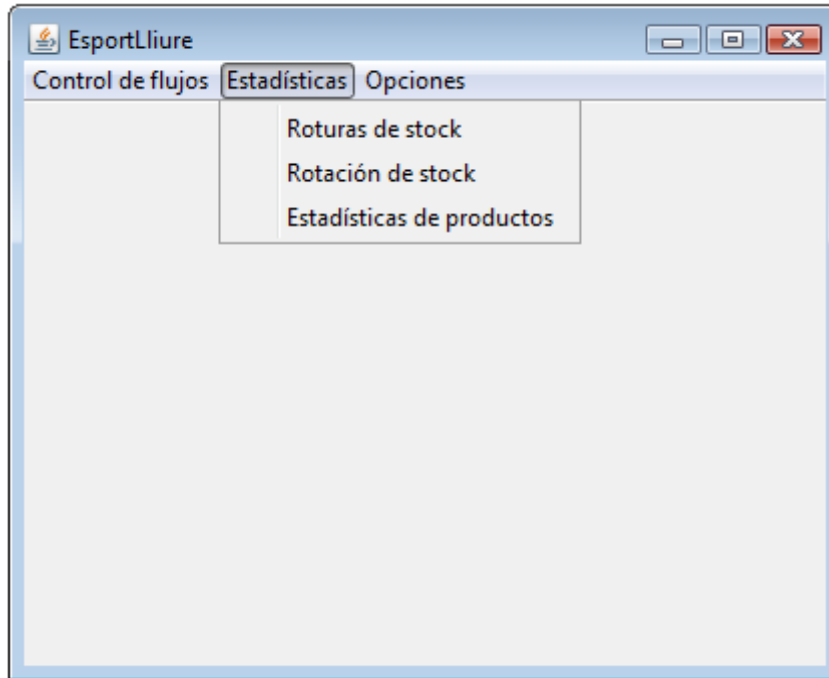 EsportLliure
Control de flujos Estadísticas Opciones
Roturas de stock
Rotación de stock
Estadísticas de productos